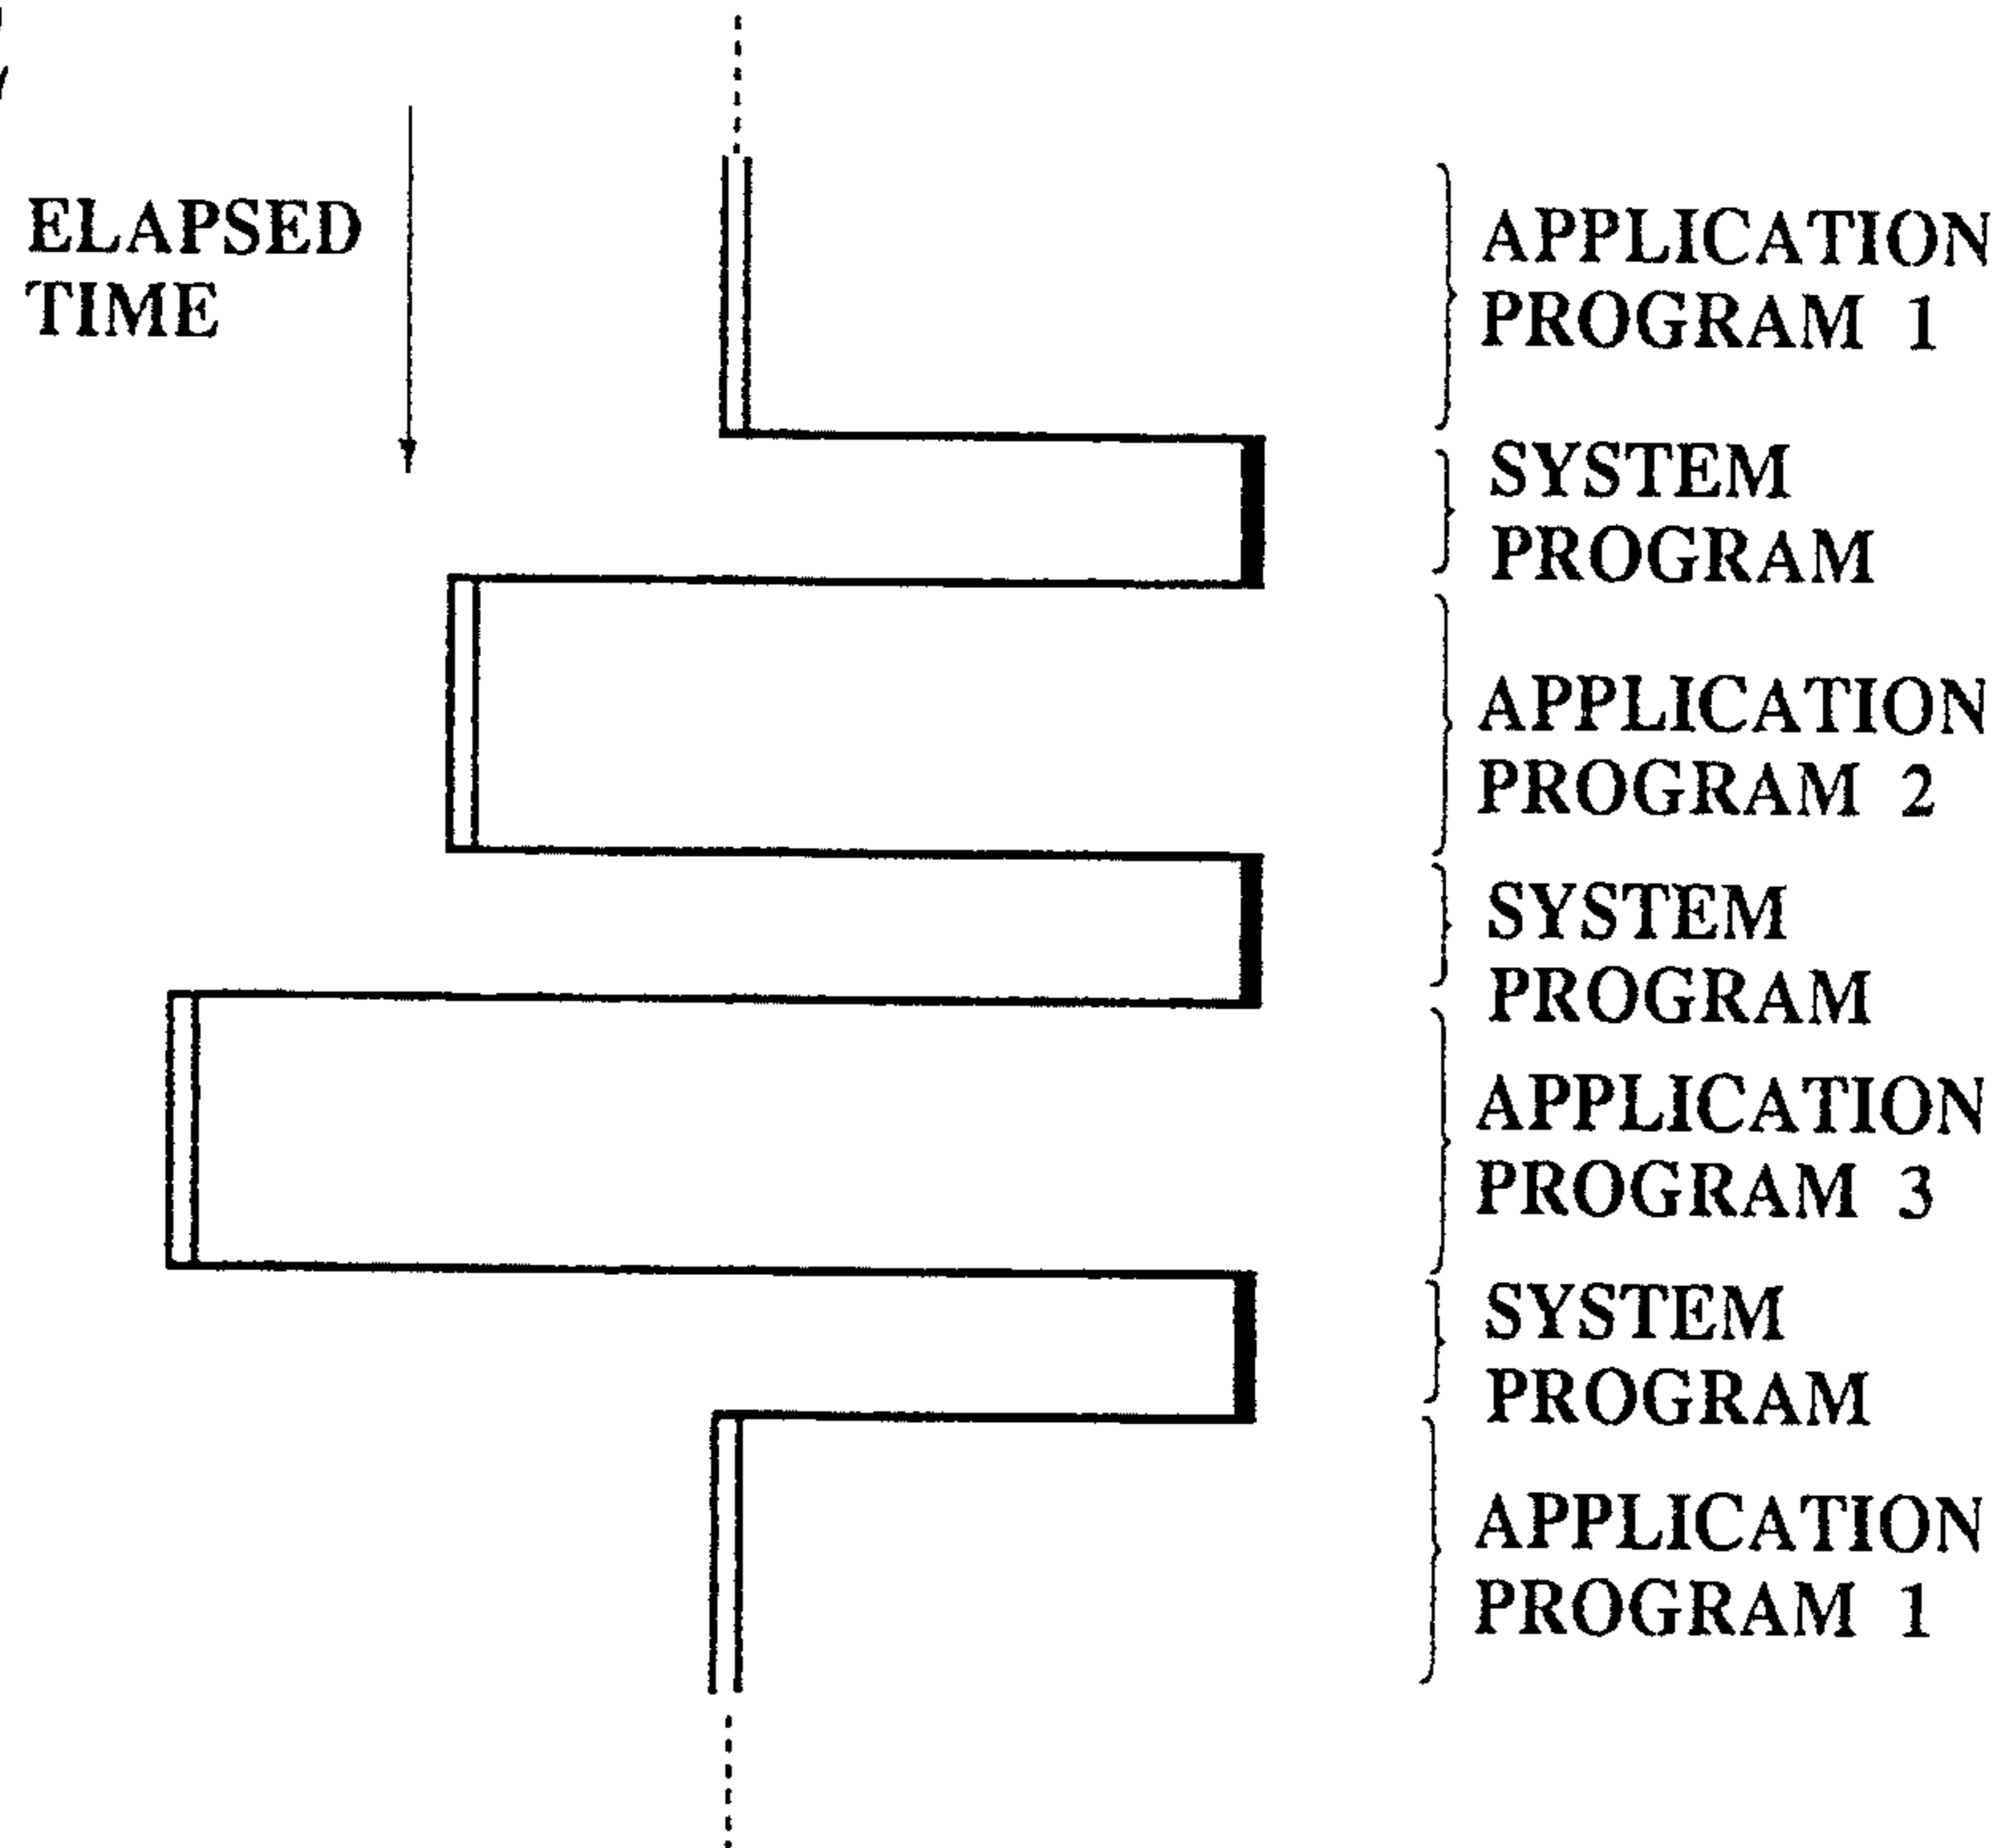 ELAPSED
TIME
APPLICATION
PROGRAM 1
SYSTEM
PROGRAM
APPLICATION
PROGRAM 2
SYSTEM
PROGRAM
APPLICATION
PROGRAM 3
SYSTEM
PROGRAM
APPLICATION
PROGRAM 1